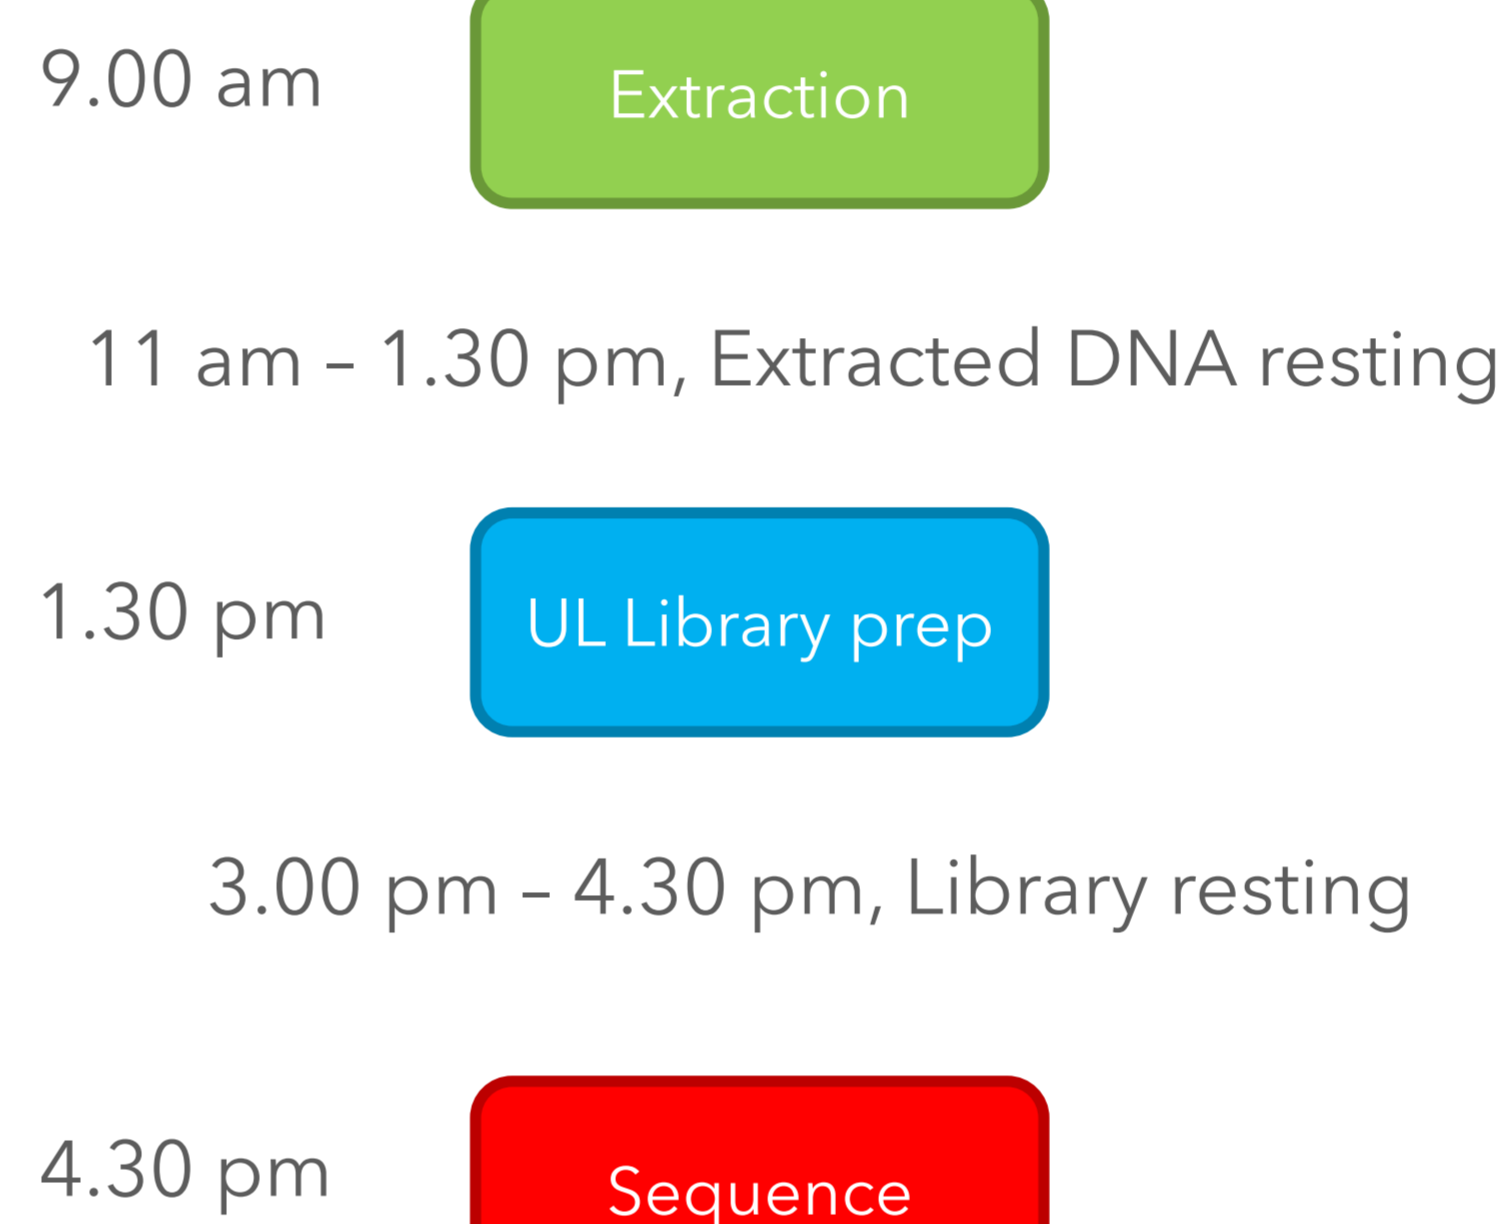 9.00 am
Extraction
11 am – 1.30 pm, Extracted DNA resting
1.30 pm
UL Library prep
3.00 pm – 4.30 pm, Library resting
4.30 pm
Sequence